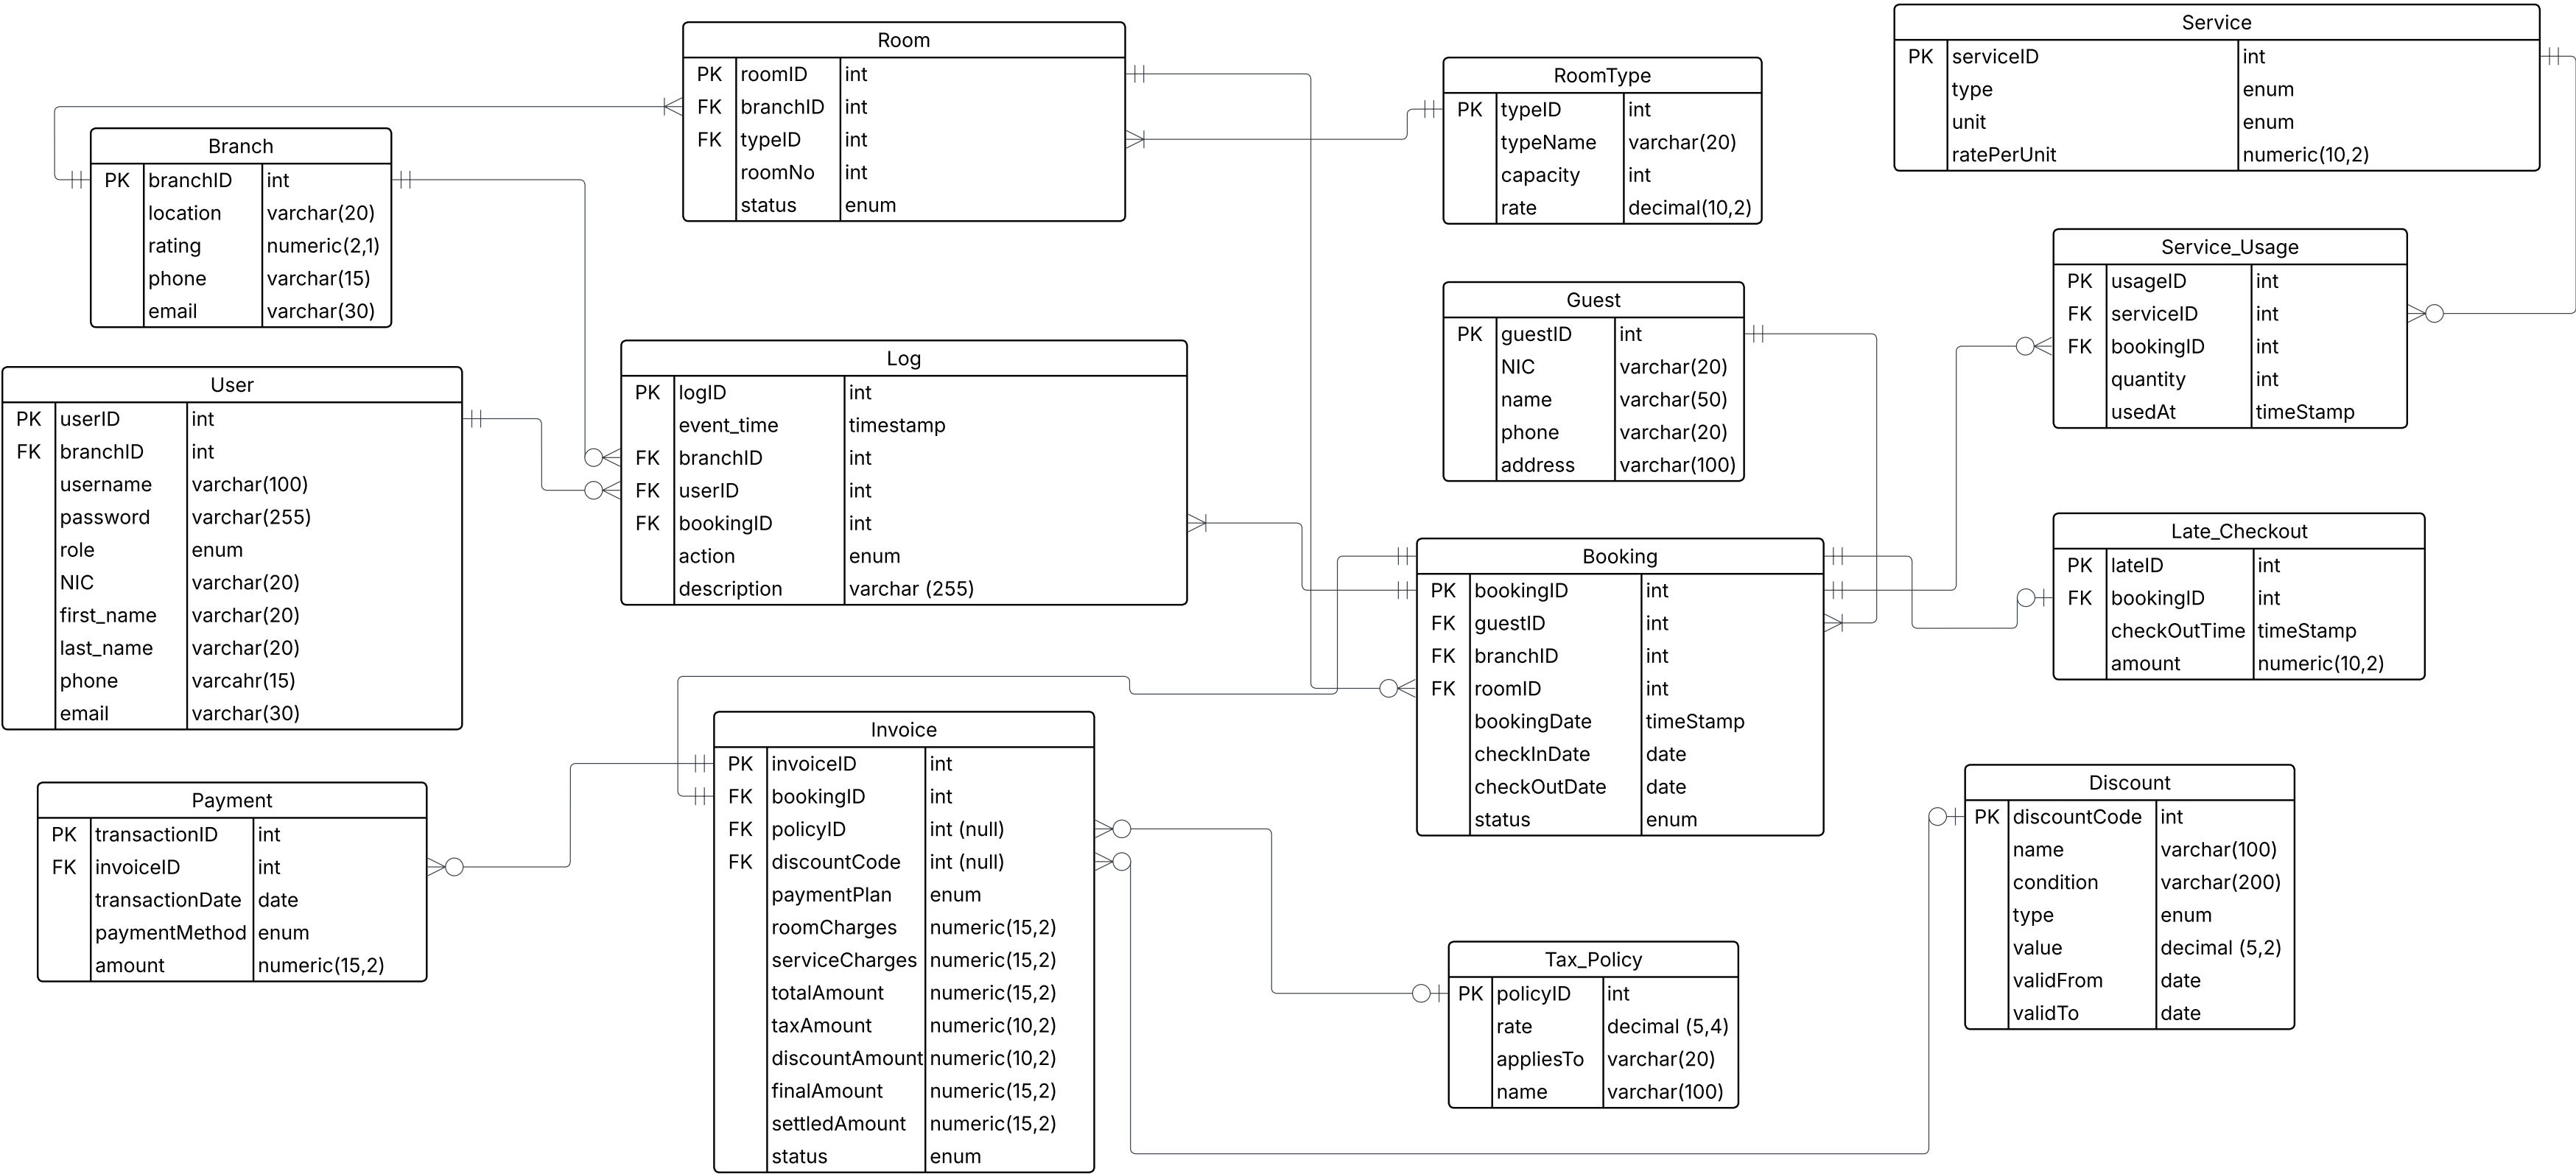 Room
PK roomID int
FK branchID int
FK typeID int
roomNo int
status enum
RoomType
PK typeID int
typeName varchar(20)
capacity int
rate decimal(10,2)
Service
PK serviceID int
type enum
unit enum
ratePerUnit numeric(10,2)
Branch
PK branchID int
location varchar(20)
rating numeric(2,1)
phone varchar(15)
email varchar(30)
Service_Usage
PK usageID int
FK serviceID int
FK bookingID int
quantity int
usedAt timeStamp
Guest
PK guestID int
NIC varchar(20)
name varchar(50)
phone varchar(20)
address varchar(100)
User
PK userID int
FK branchID int
username varchar(100)
password varchar(255)
role enum
NIC varchar(20)
first_name varchar(20)
last_name varchar(20)
phone varcahr(15)
email varchar(30)
Log
PK logID int
event_time timestamp
FK branchID int
FK userID int
FK bookingID int
action enum
description varchar (255)
Booking
PK bookingID int
FK guestID int
FK branchID int
FK roomID int
bookingDate timeStamp
checkInDate date
checkOutDate date
status enum
Late_Checkout
PK lateID int
FK bookingID int
checkOutTime timeStamp
amount numeric(10,2)
Payment
PK transactionID int
FK invoiceID int
transactionDate date
paymentMethod enum
amount numeric(15,2)
Invoice
PK invoiceID int
FK bookingID int
FK policyID int (null)
FK discountCode int (null)
paymentPlan enum
roomCharges numeric(15,2)
serviceCharges numeric(15,2)
totalAmount numeric(15,2)
taxAmount numeric(10,2)
discountAmount numeric(10,2)
finalAmount numeric(15,2)
settledAmount numeric(15,2)
status enum
Tax_Policy
PK policyID int
rate decimal (5,4)
appliesTo varchar(20)
name varchar(100)
Discount
PK discountCode int
name varchar(100)
condition varchar(200)
type enum
value decimal (5,2)
validFrom date
validTo date